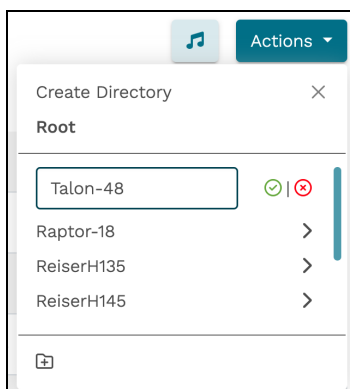 Actions
Create Directory
Root
Talon-48
Raptor-18
ReiserH135
ReiserH145